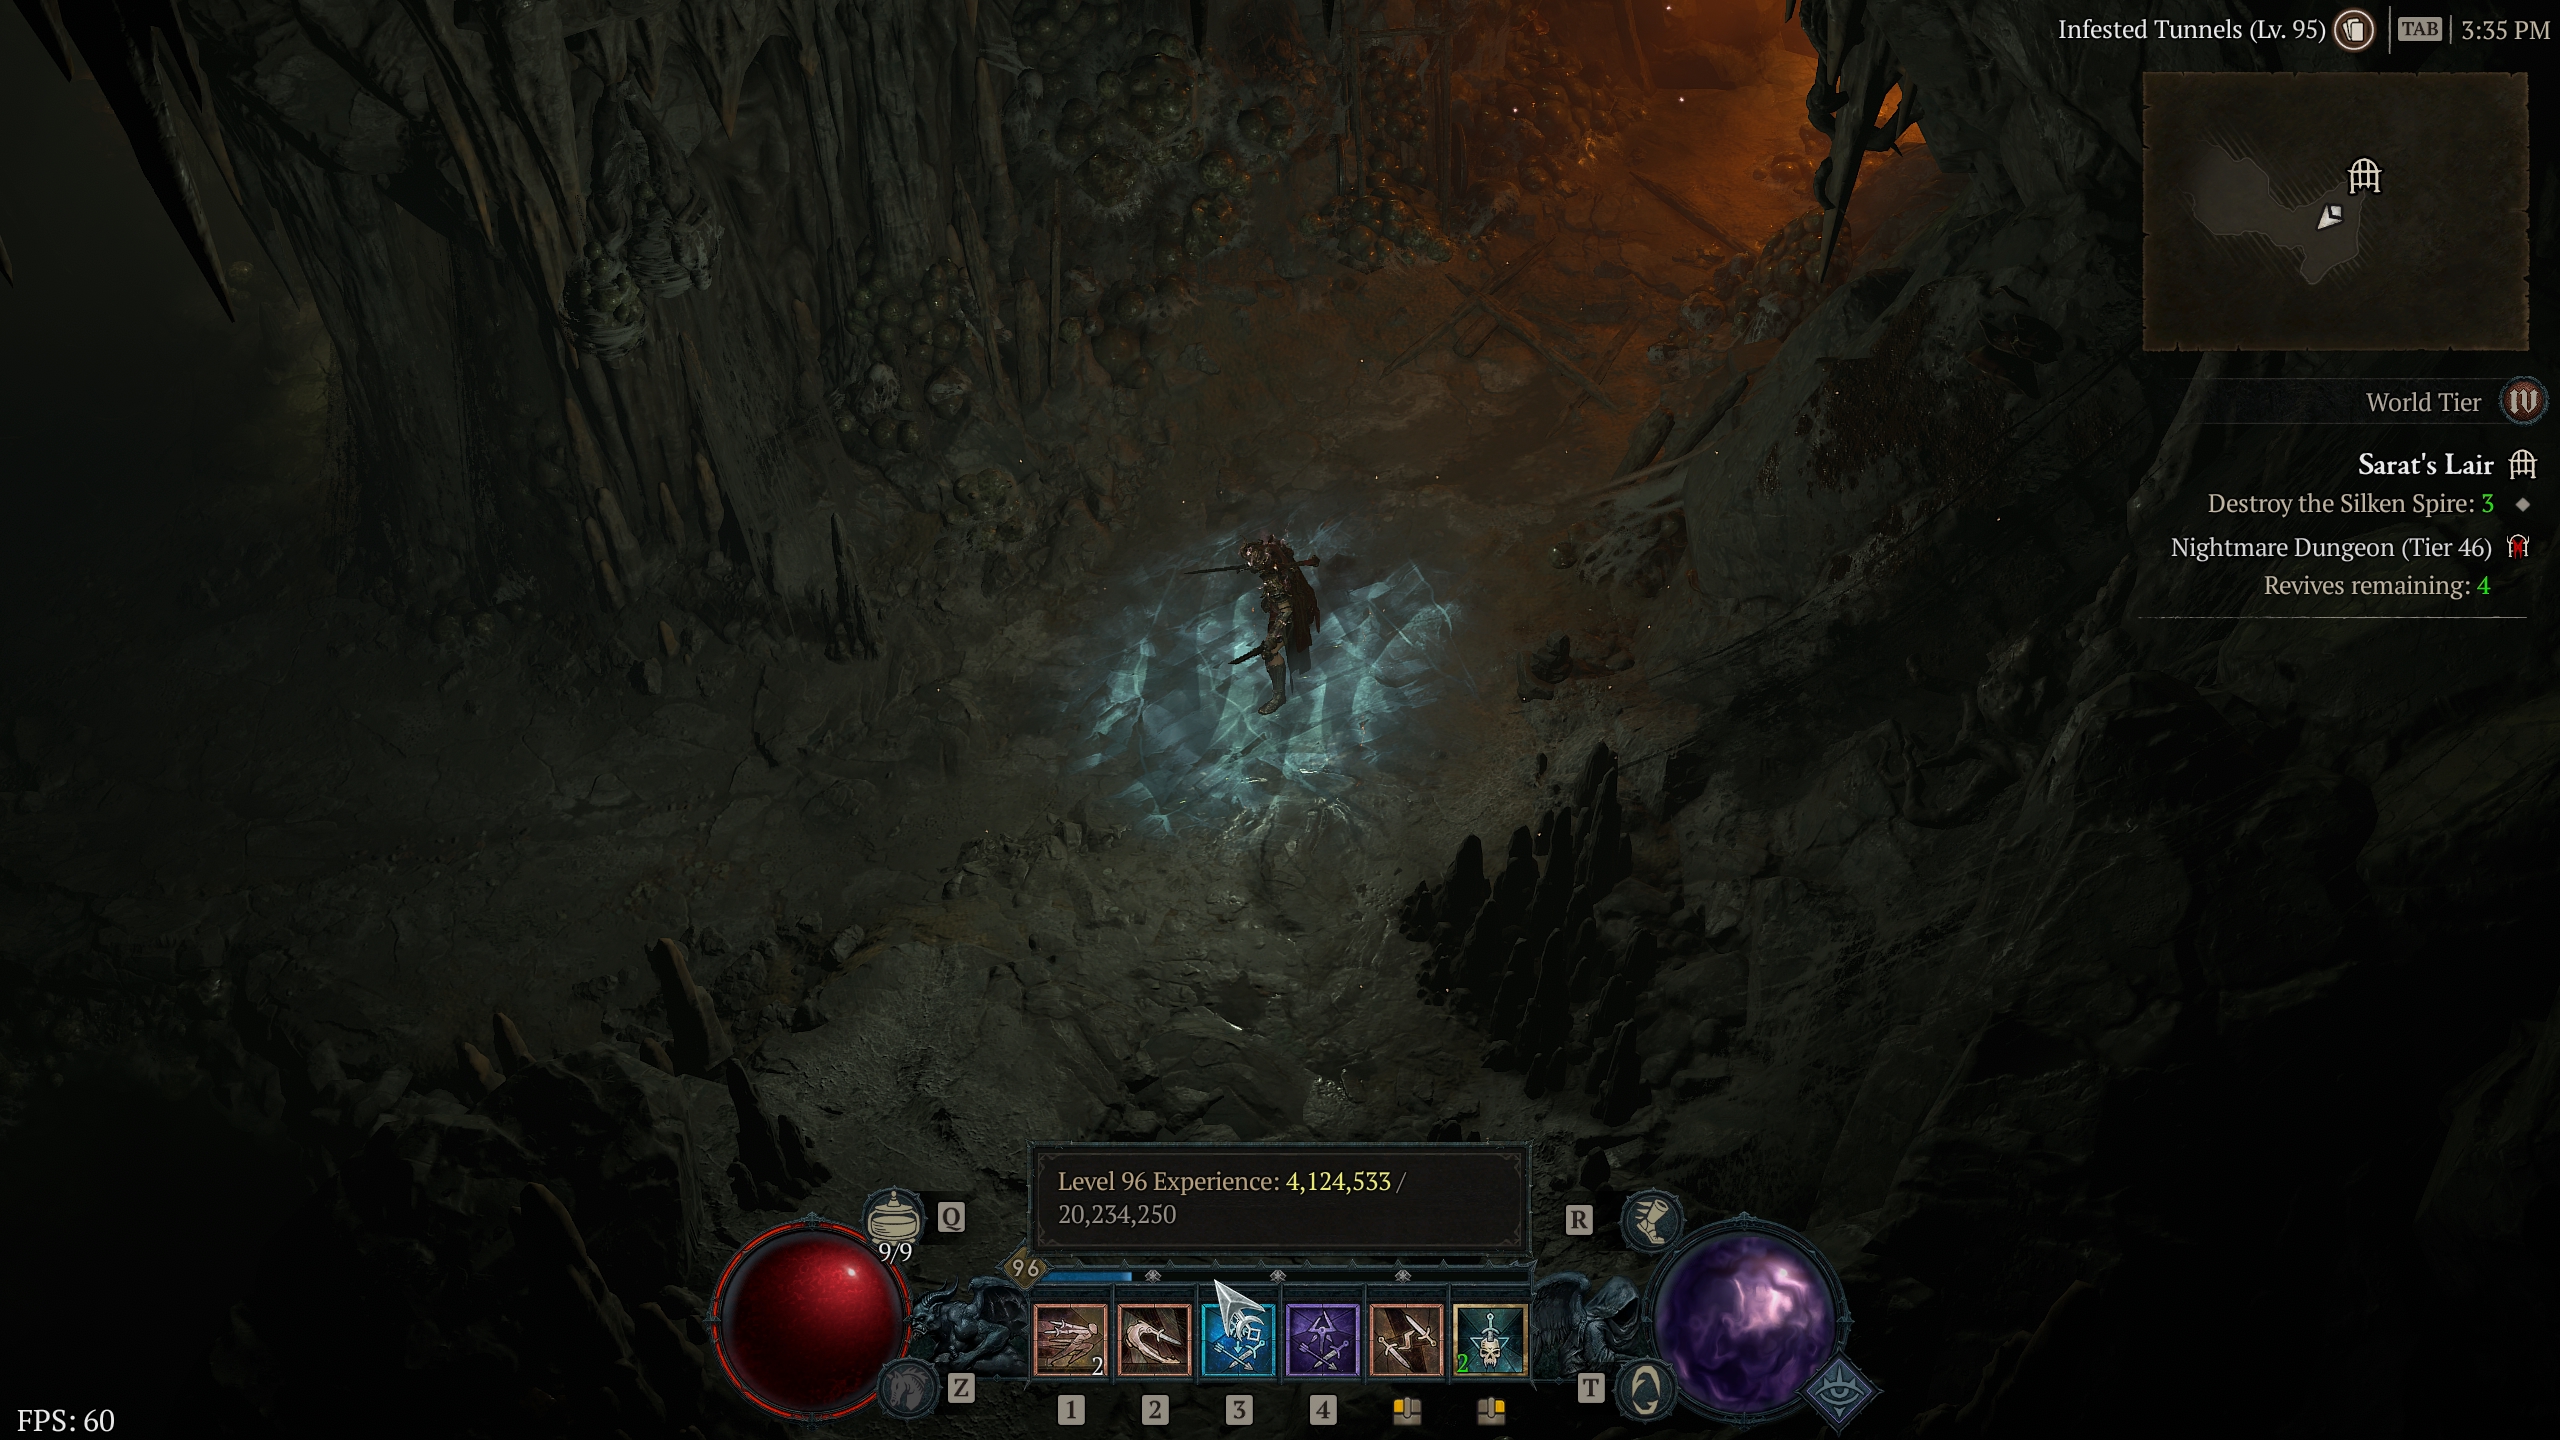 Infested Tunnels (Lv. 95) TAB 3:35 PM
World Tier IV
Sarat's Lair
Destroy the Silken Spire: 3
Nightmare Dungeon (Tier 46)
Revives remaining: 4
Level 96 Experience: 4,124,533 /
20,234,250
Q
R
9/9
96
2
2
Z
T
1 2 3 4
FPS: 60